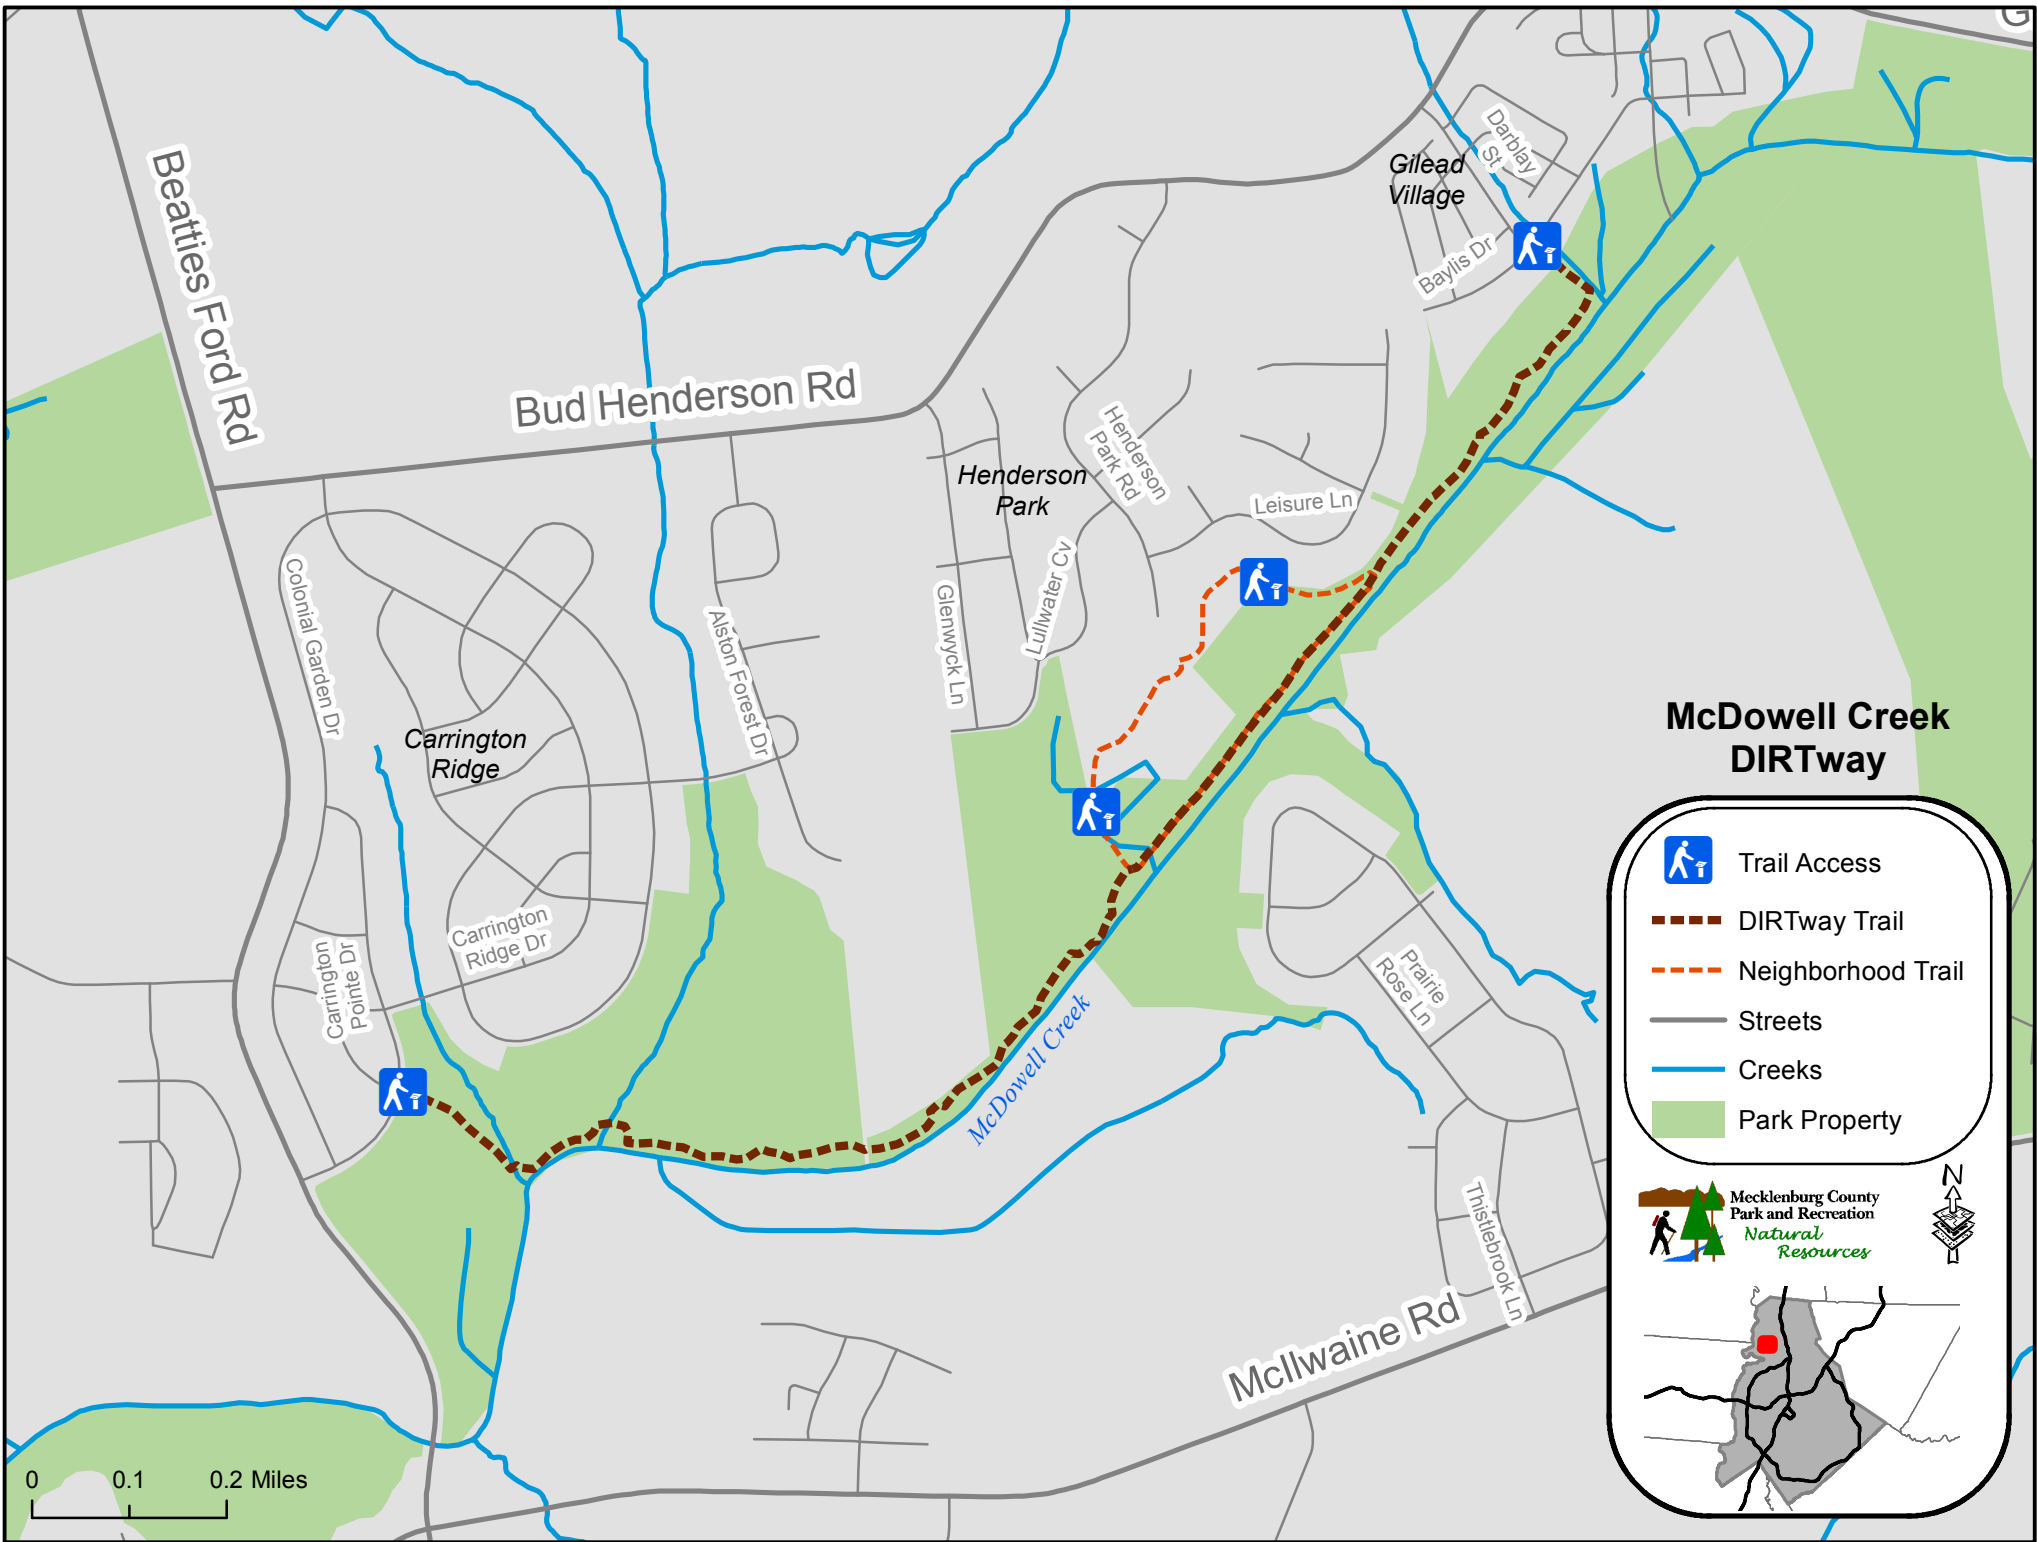 G
Darblay
St
Gilead
Village
Beatties Ford Rd
Baylis Dr
Bud Henderson Rd
Henderson
Park Rd
Henderson
Park
Leisure Ln
Colonial Garden Dr
Lullwater Cv
Glenwyck Ln
Alston Forest Dr
Carrington
Ridge
McDowell Creek
DIRTway
Trail Access
DIRTway Trail
Neighborhood Trail
Streets
Creeks
Park Property
Carrington
Ridge Dr
Carrington
Pointe Dr
Prairie
Rose Ln
McDowell Creek
Thistlebrook Ln
McIlwaine Rd
Mecklenburg County
Park and Recreation
Natural
Resources
N
0 0.1 0.2 Miles